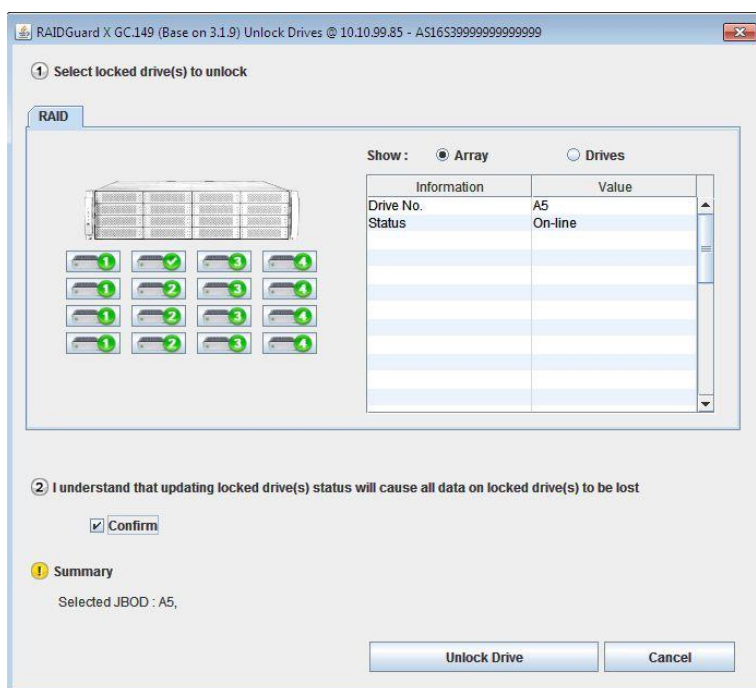 RAIDGuard X GC.149 (Base on 3.1.9) Unlock Drives @ 10.10.99.85 - AS16S39999999999999
1 Select locked drive(s) to unlock
RAID
Show : Array Drives
Information Value
Drive No. A5
Status On-line
1 3 4
1 2 3 4
1 2 3 4
1 2 3 4
2 I understand that updating locked drive(s) status will cause all data on locked drive(s) to be lost
Confirm
! Summary
Selected JBOD : A5,
Unlock Drive Cancel